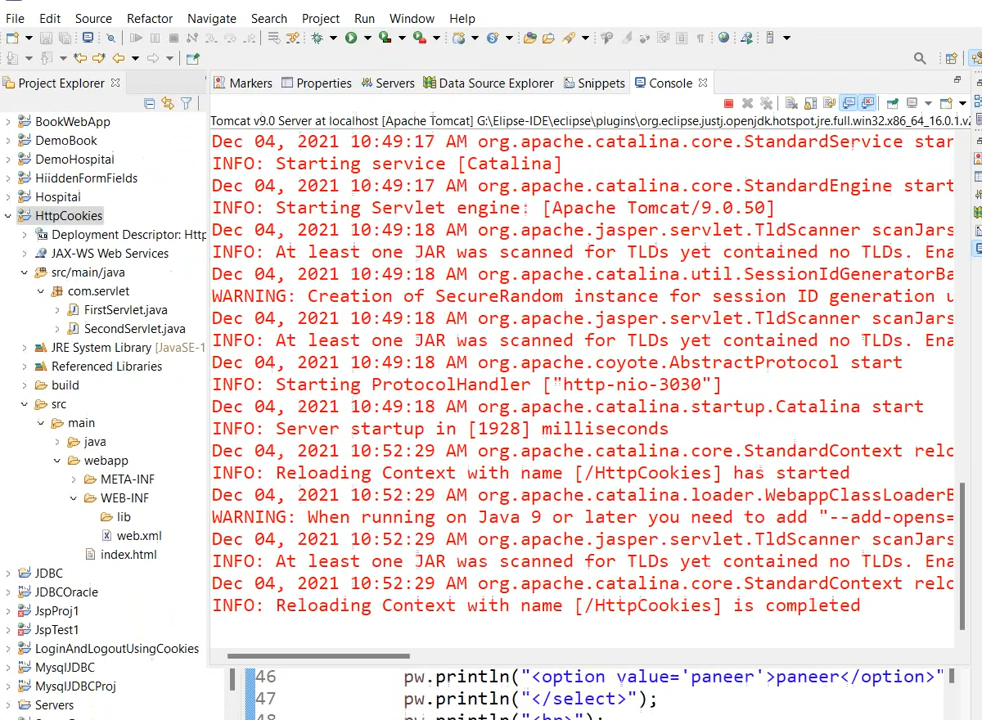 File Edit Source Refactor Navigate Search Project Run Window Help
Project Explorer
Markers Properties Servers Data Source Explorer Snippets Console
Tomcat v9.0 Server at localhost [Apache Tomcat] G:\Elipse-IDE\eclipse\plugins\org.eclipse.justj.openjdk.hotspot.jre.full.win32.x86_64_16.0.1.v2
BookWebApp
DemoBook
DemoHospital
HiiddenFormFields
Hospital
HttpCookies
Deployment Descriptor: Http
JAX-WS Web Services
src/main/java
com.servlet
FirstServlet.java
SecondServlet.java
JRE System Library [JavaSE-1
Referenced Libraries
build
src
main
java
webapp
META-INF
WEB-INF
lib
web.xml
index.html
JDBC
JDBCOracle
JspProj1
JspTest1
LoginAndLogoutUsingCookies
MysqlJDBC
MysqlJDBCProj
Servers
Dec 04, 2021 10:49:17 AM org.apache.catalina.core.StandardService star
INFO: Starting service [Catalina]
Dec 04, 2021 10:49:17 AM org.apache.catalina.core.StandardEngine start
INFO: Starting Servlet engine: [Apache Tomcat/9.0.50]
Dec 04, 2021 10:49:18 AM org.apache.jasper.servlet.TldScanner scanJars
INFO: At least one JAR was scanned for TLDs yet contained no TLDs. Ena
Dec 04, 2021 10:49:18 AM org.apache.catalina.util.SessionIdGeneratorBa
WARNING: Creation of SecureRandom instance for session ID generation u
Dec 04, 2021 10:49:18 AM org.apache.jasper.servlet.TldScanner scanJars
INFO: At least one JAR was scanned for TLDs yet contained no TLDs. Ena
Dec 04, 2021 10:49:18 AM org.apache.coyote.AbstractProtocol start
INFO: Starting ProtocolHandler ["http-nio-3030"]
Dec 04, 2021 10:49:18 AM org.apache.catalina.startup.Catalina start
INFO: Server startup in [1928] milliseconds
Dec 04, 2021 10:52:29 AM org.apache.catalina.core.StandardContext relo
INFO: Reloading Context with name [/HttpCookies] has started
Dec 04, 2021 10:52:29 AM org.apache.catalina.loader.WebappClassLoaderB
WARNING: When running on Java 9 or later you need to add "--add-opens=
Dec 04, 2021 10:52:29 AM org.apache.jasper.servlet.TldScanner scanJars
INFO: At least one JAR was scanned for TLDs yet contained no TLDs. Ena
Dec 04, 2021 10:52:29 AM org.apache.catalina.core.StandardContext relo
INFO: Reloading Context with name [/HttpCookies] is completed
46 pw.println("<option value='paneer'>paneer</option>"
47 pw.println("</select>");
48 pw.println("<br>");